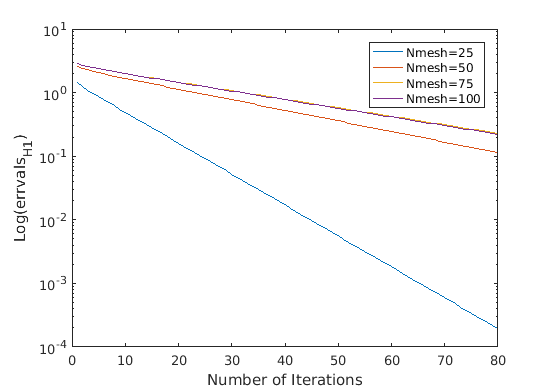 10^1
10^0
10^-1
10^-2
10^-3
10^-4
Log(errvals_H1)
Nmesh=25
Nmesh=50
Nmesh=75
Nmesh=100
0 10 20 30 40 50 60 70 80
Number of Iterations